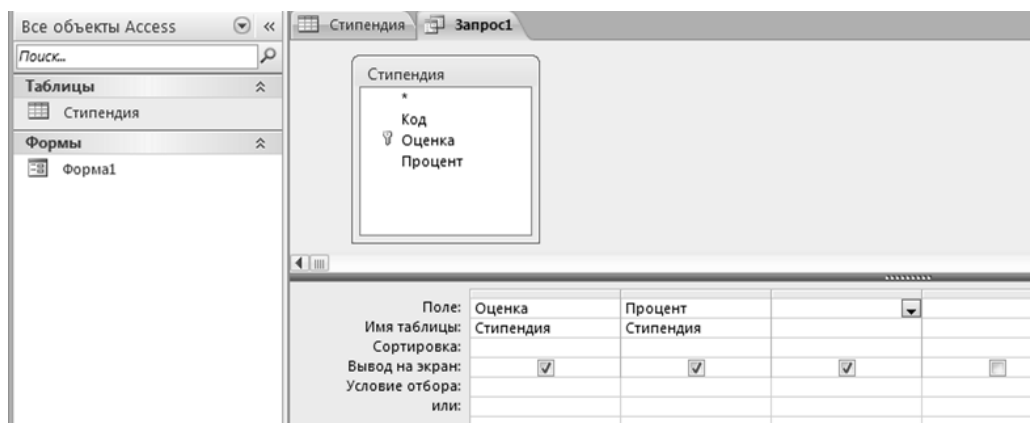 Все объекты Access
Поиск...
Таблицы
Стипендия
Формы
Форма1
Стипендия Запрос1
Стипендия
*
Код
Оценка
Процент
Поле: Оценка Процент
Имя таблицы: Стипендия Стипендия
Сортировка:
Вывод на экран:
Условие отбора:
или: